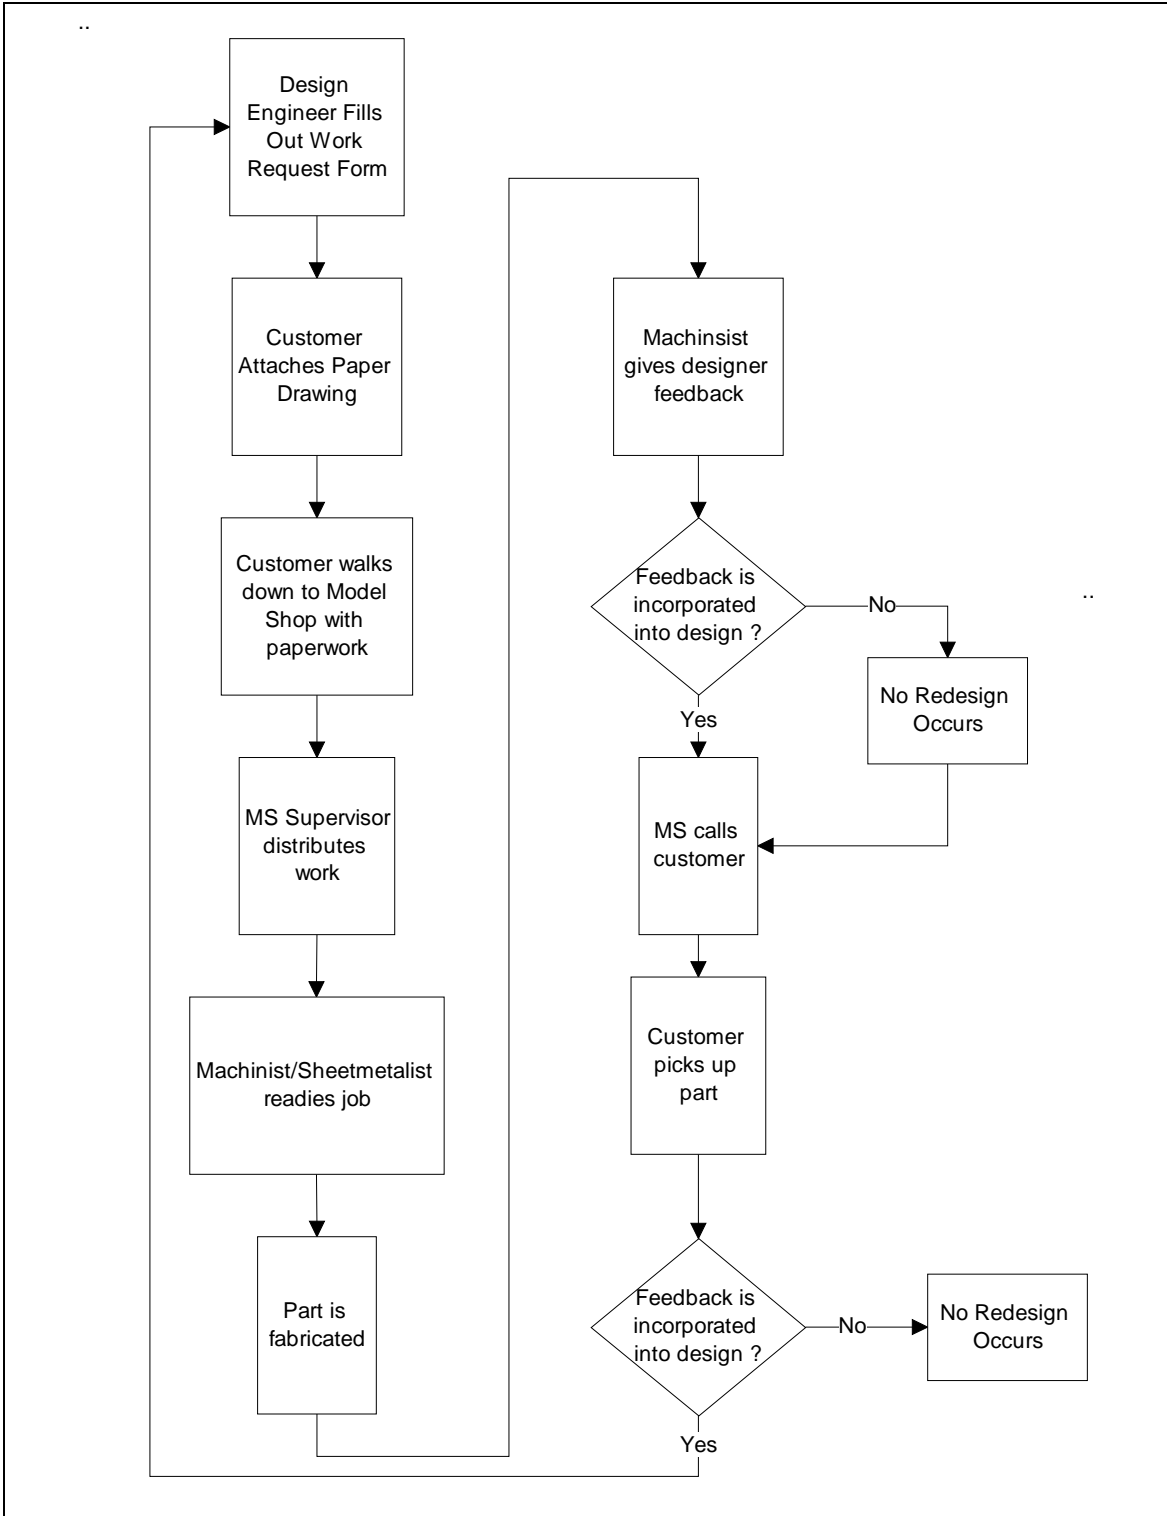 ..
Design
Engineer Fills
Out Work
Request Form
Customer
Attaches Paper
Drawing
Customer walks
down to Model
Shop with
paperwork
MS Supervisor
distributes
work
Machinist/Sheetmetalist
readies job
Part is
fabricated
Machinsist
gives designer
feedback
Feedback is
incorporated
into design ?
No
..
No Redesign
Occurs
Yes
MS calls
customer
Customer
picks up
part
Feedback is
incorporated
into design ?
No
No Redesign
Occurs
Yes